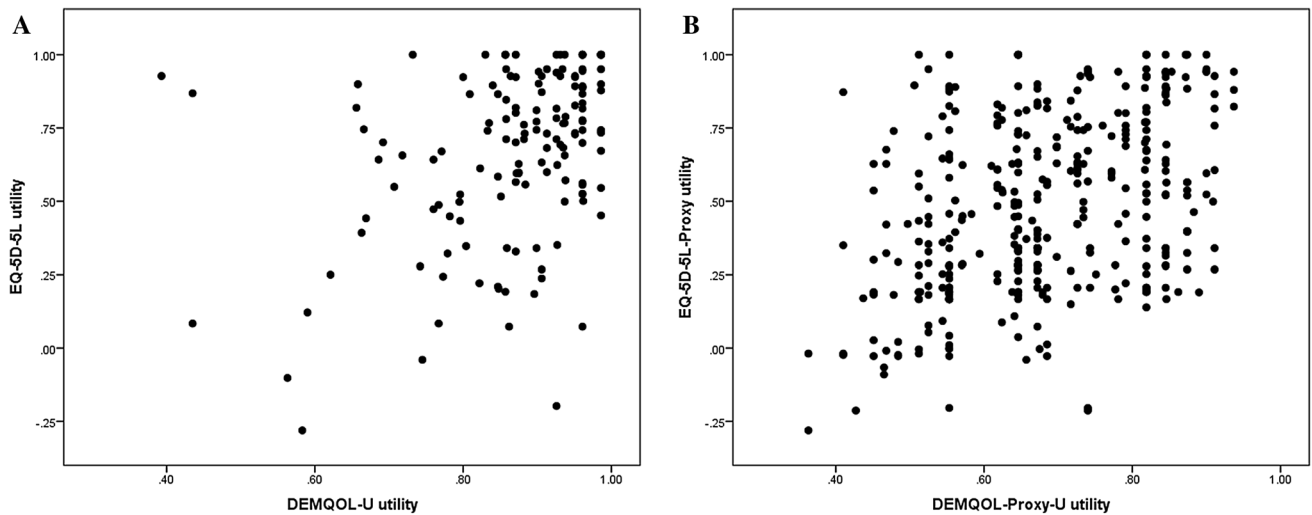 A
EQ-5D-5L utility
1.00
.75
.50
.25
.00
-.25
.40 .60 .80 1.00
DEMQOL-U utility
B
EQ-5D-5L-Proxy utility
1.00
.75
.50
.25
.00
-.25
.40 .60 .80 1.00
DEMQOL-Proxy-U utility